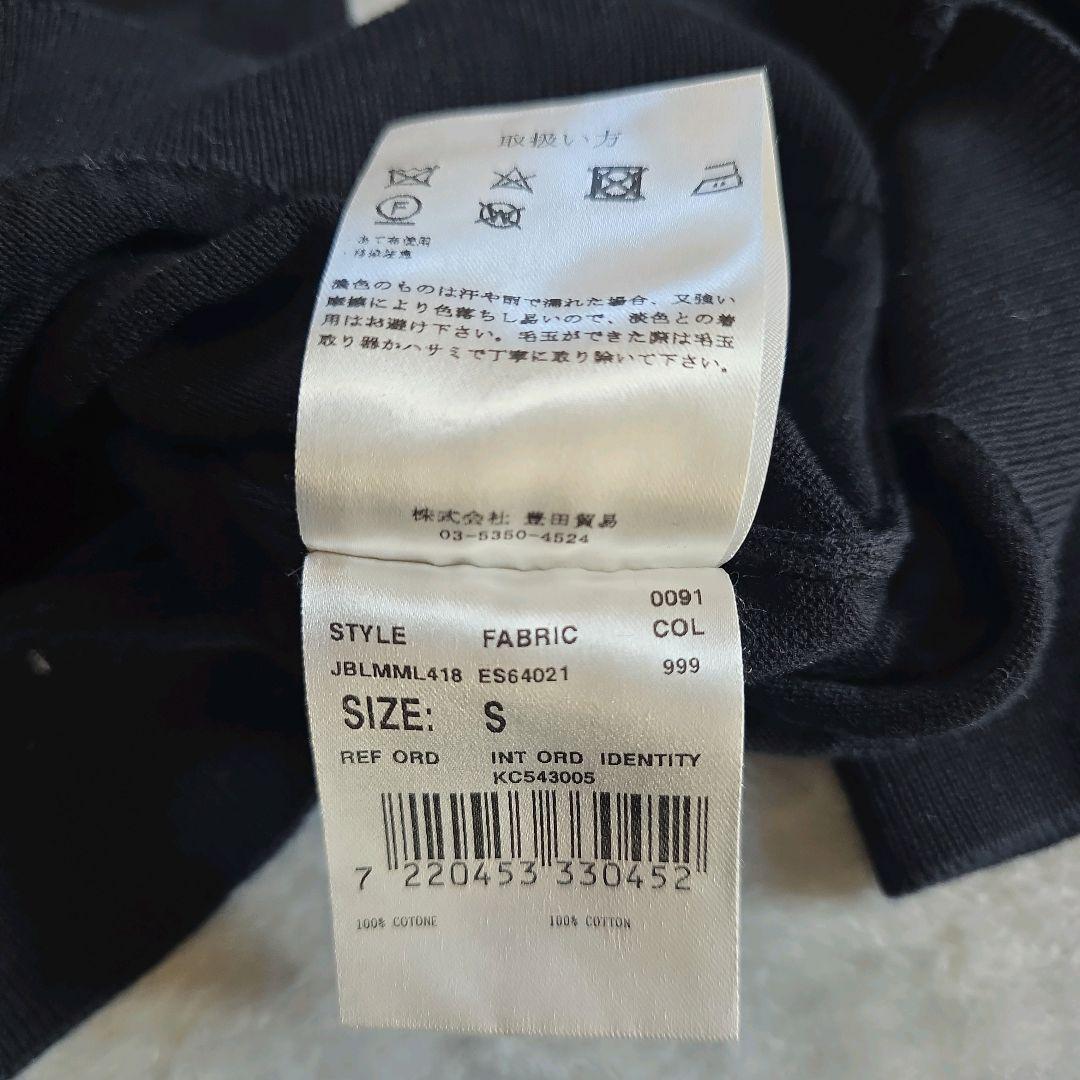 取扱い方
F
W
あて布使用
移染注意
濃色のものは汗や雨で濡れた場合、又強い
摩擦により色落ちし易いので、淡色との着
用はお避け下さい。毛玉ができた際は毛玉
取り器かハサミで丁寧に取り除いて下さい。
株式会社 豊田貿易
03-5350-4524
0091
STYLE FABRIC COL
JBLMML418 ES64021 999
SIZE: S
REF ORD INT ORD IDENTITY
KC543005
7 220453 330452
100% COTONE 100% COTTON